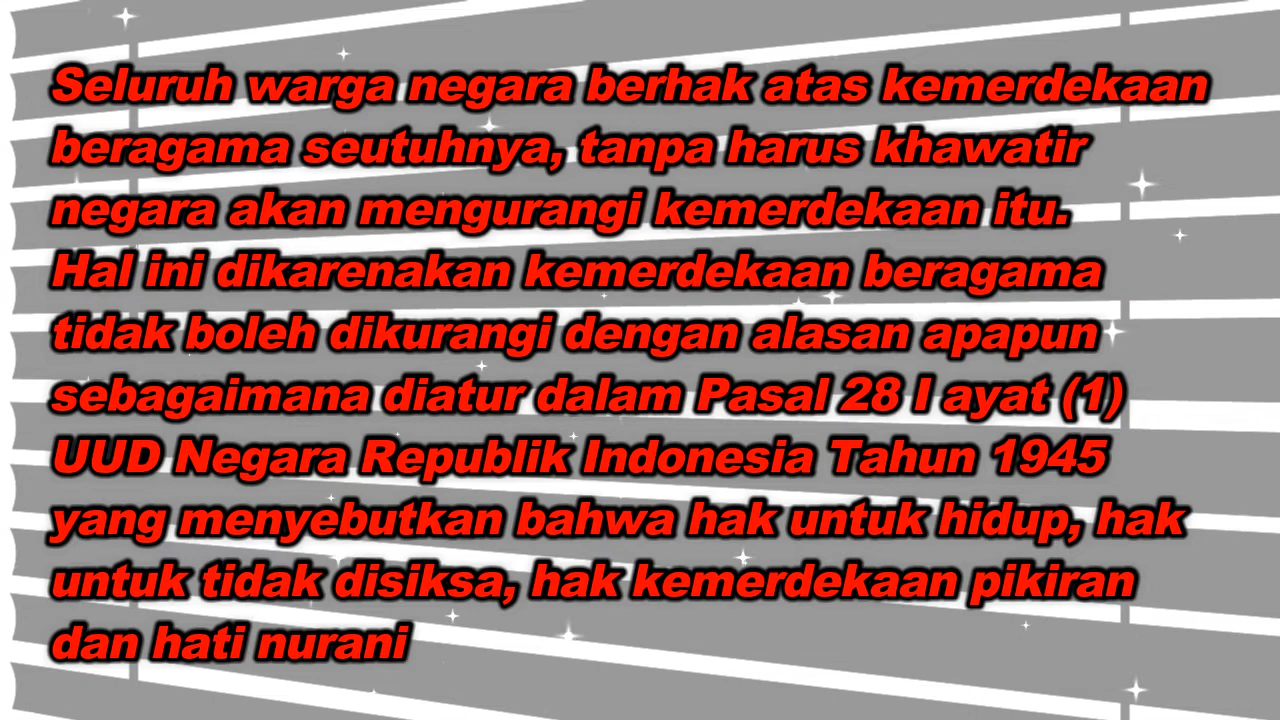 Seluruh warga negara berhak atas kemerdekaan
beragama seutuhnya, tanpa harus khawatir
negara akan mengurangi kemerdekaan itu.
Hal ini dikarenakan kemerdekaan beragama
tidak boleh dikurangi dengan alasan apapun
sebagaimana diatur dalam Pasal 28 I ayat (1)
UUD Negara Republik Indonesia Tahun 1945
yang menyebutkan bahwa hak untuk hidup, hak
untuk tidak disiksa, hak kemerdekaan pikiran
dan hati nurani